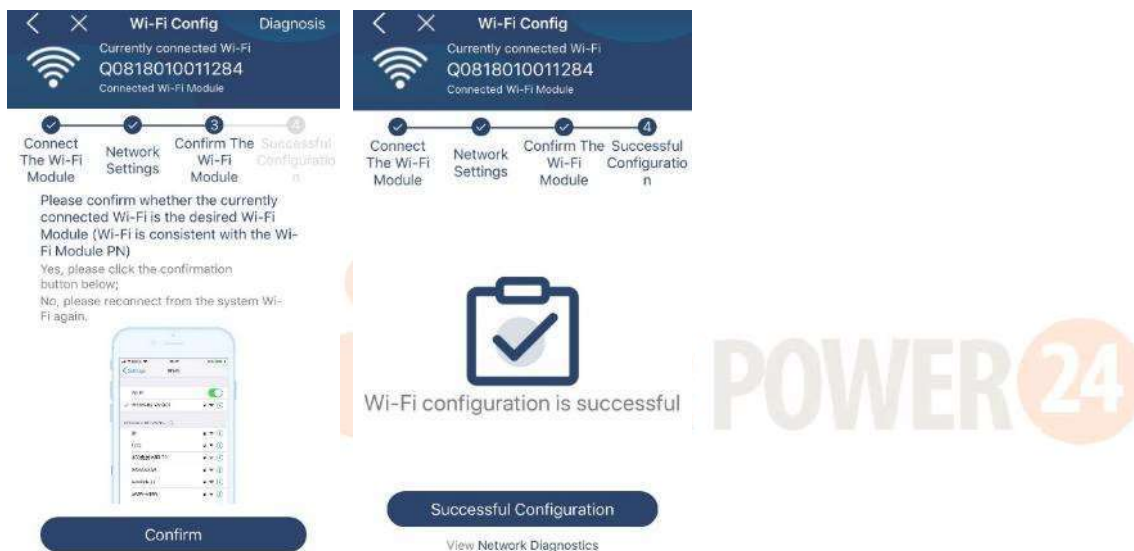 Wi-Fi Config
Diagnosis
Currently connected Wi-Fi
Q0818010011284
Connected Wi-Fi Module
Connect
The Wi-Fi
Module
Network
Settings
3
Confirm The
Wi-Fi
Module
4
Successful
Configuratio
n
Please confirm whether the currently
connected Wi-Fi is the desired Wi-Fi
Module (Wi-Fi is consistent with the Wi-
Fi Module PN)
Yes, please click the confirmation
button below;
No, please reconnect from the system Wi-
Fi again.
Confirm
Wi-Fi Config
Currently connected Wi-Fi
Q0818010011284
Connected Wi-Fi Module
Connect
The Wi-Fi
Module
Network
Settings
Confirm The
Wi-Fi
Module
4
Successful
Configuratio
n
Wi-Fi configuration is successful
Successful Configuration
View Network Diagnostics
POWER 24